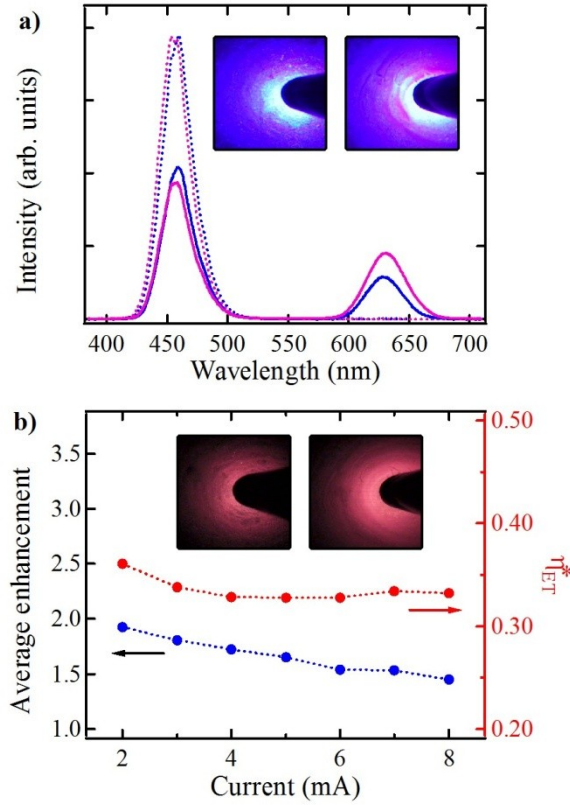 a)
Intensity (arb. units)
400 450 500 550 600 650 700
Wavelength (nm)
b)
Average enhancement
3.5
3.0
2.5
2.0
1.5
1.0
0.50
0.40
0.30
0.20
η*ET
2 4 6 8
Current (mA)